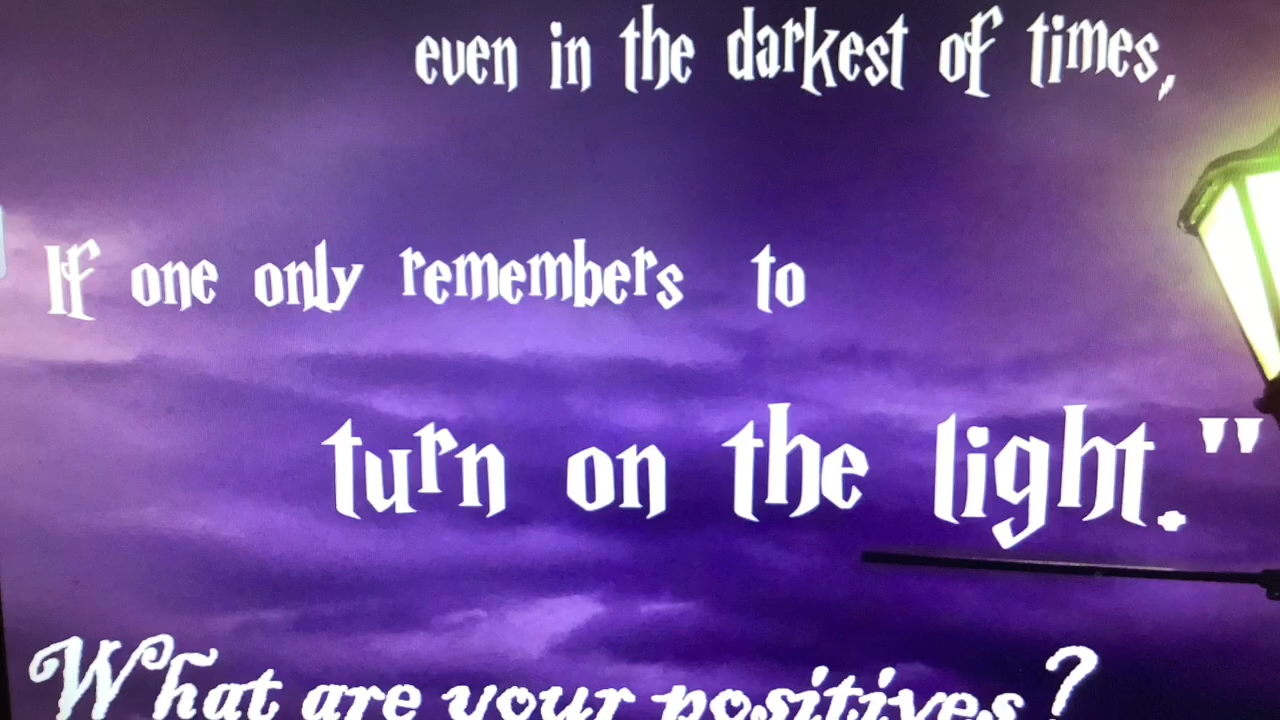 even in the darkest of times,
If one only remembers to
turn on the light."
What are your positives?